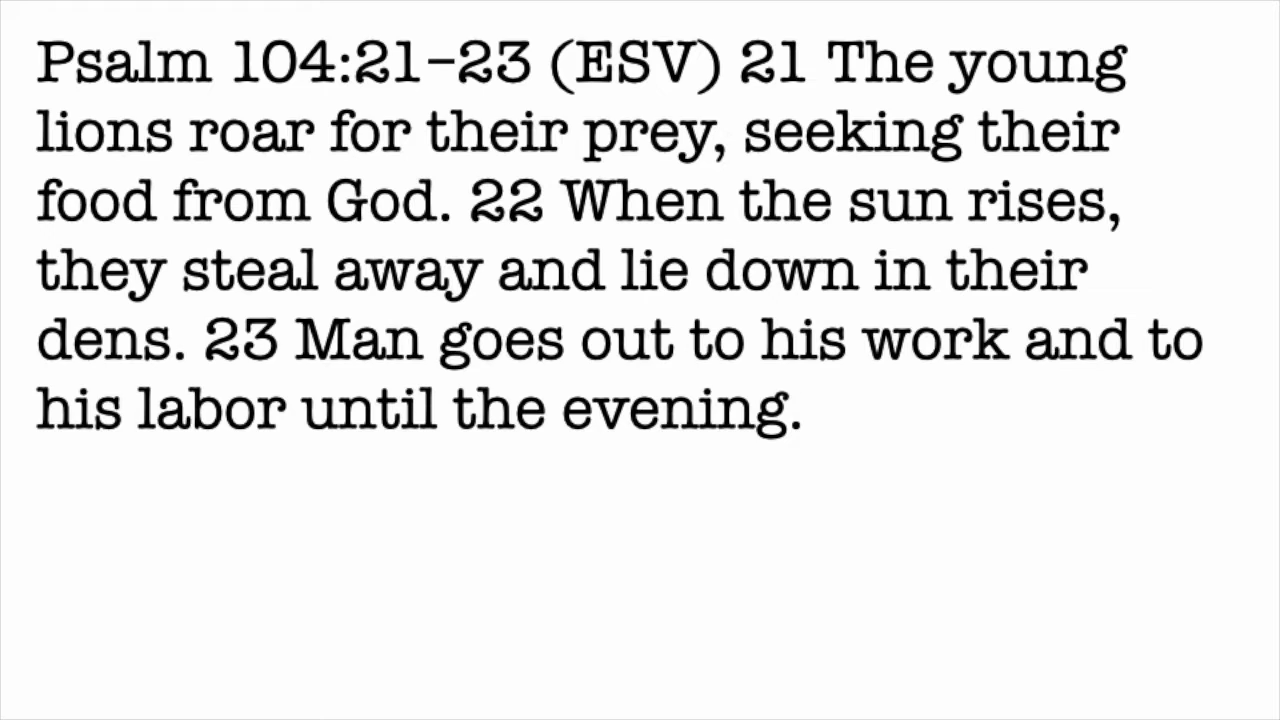 Psalm 104:21–23 (ESV) 21 The young
lions roar for their prey, seeking their
food from God. 22 When the sun rises,
they steal away and lie down in their
dens. 23 Man goes out to his work and to
his labor until the evening.